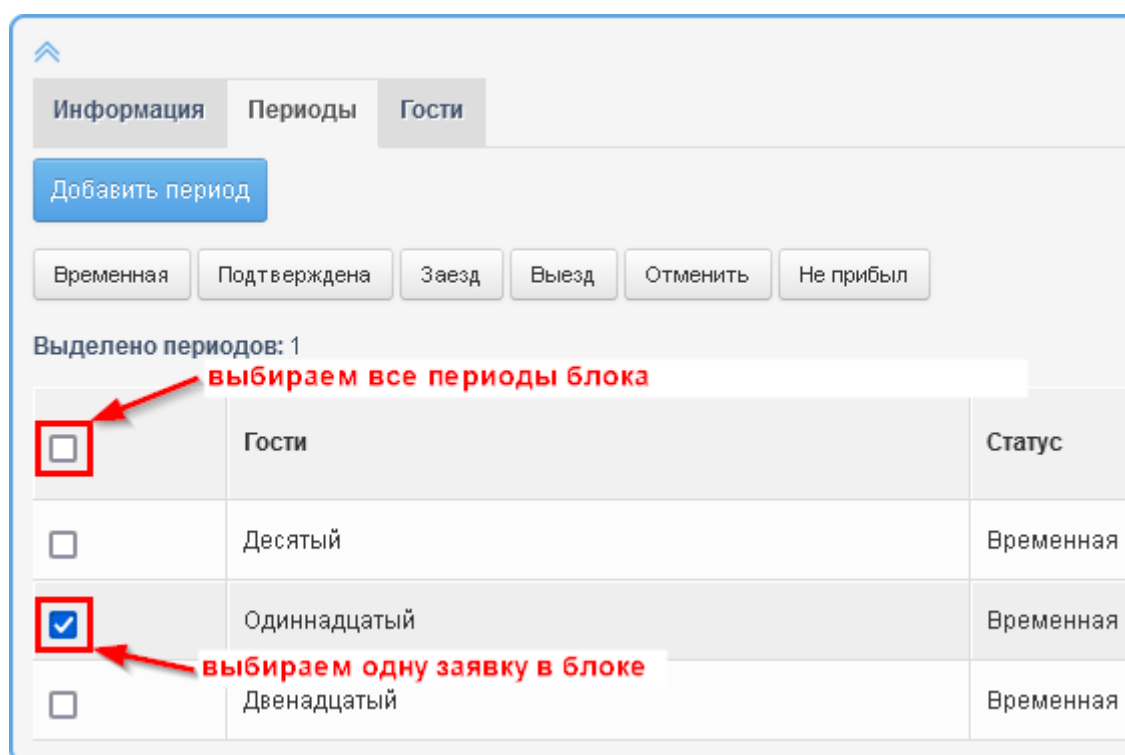 Информация Периоды Гости
Добавить период
Временная Подтверждена Заезд Выезд Отменить Не прибыл
Выделено периодов: 1
выбираем все периоды блока
Гости Статус
Десятый Временная
Одиннадцатый Временная
выбираем одну заявку в блоке
Двенадцатый Временная